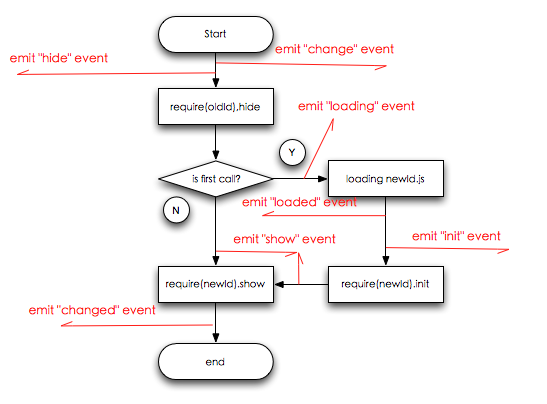 Start
emit "change" event
emit "hide" event
require(oldId),hide
emit "loading" event
Y
is first call?
loading newId.js
N
emit "loaded" event
emit "show" event
emit "init" event
require(newId).show
require(newId).init
emit "changed" event
end